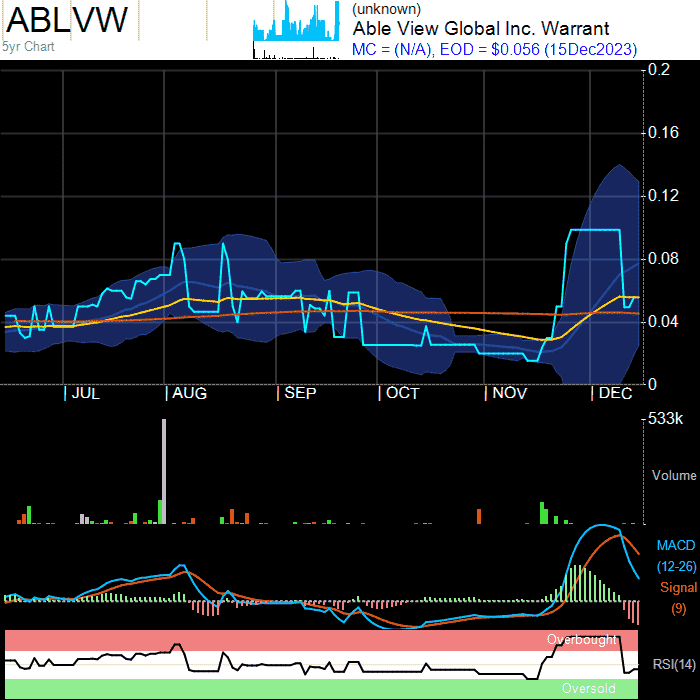 ABLVW
5yr Chart
(unknown)
Able View Global Inc. Warrant
MC = (N/A), EOD = $0.056 (15Dec2023)
0.2
0.16
0.12
0.08
0.04
0
JUL AUG SEP OCT NOV DEC
533k
Volume
MACD
(12-26)
Signal
(9)
Overbought
RSI(14)
Oversold